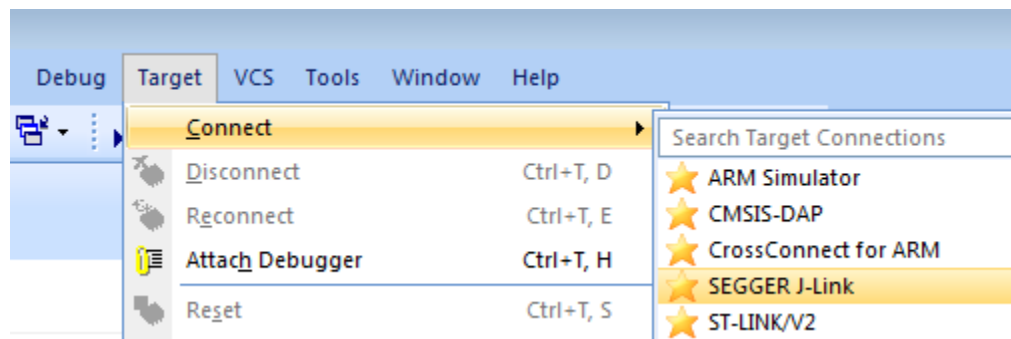 Debug Target VCS Tools Window Help
Connect
Search Target Connections
Disconnect Ctrl+T, D
ARM Simulator
Reconnect Ctrl+T, E
CMSIS-DAP
Attach Debugger Ctrl+T, H
CrossConnect for ARM
SEGGER J-Link
Reset Ctrl+T, S
ST-LINK/V2